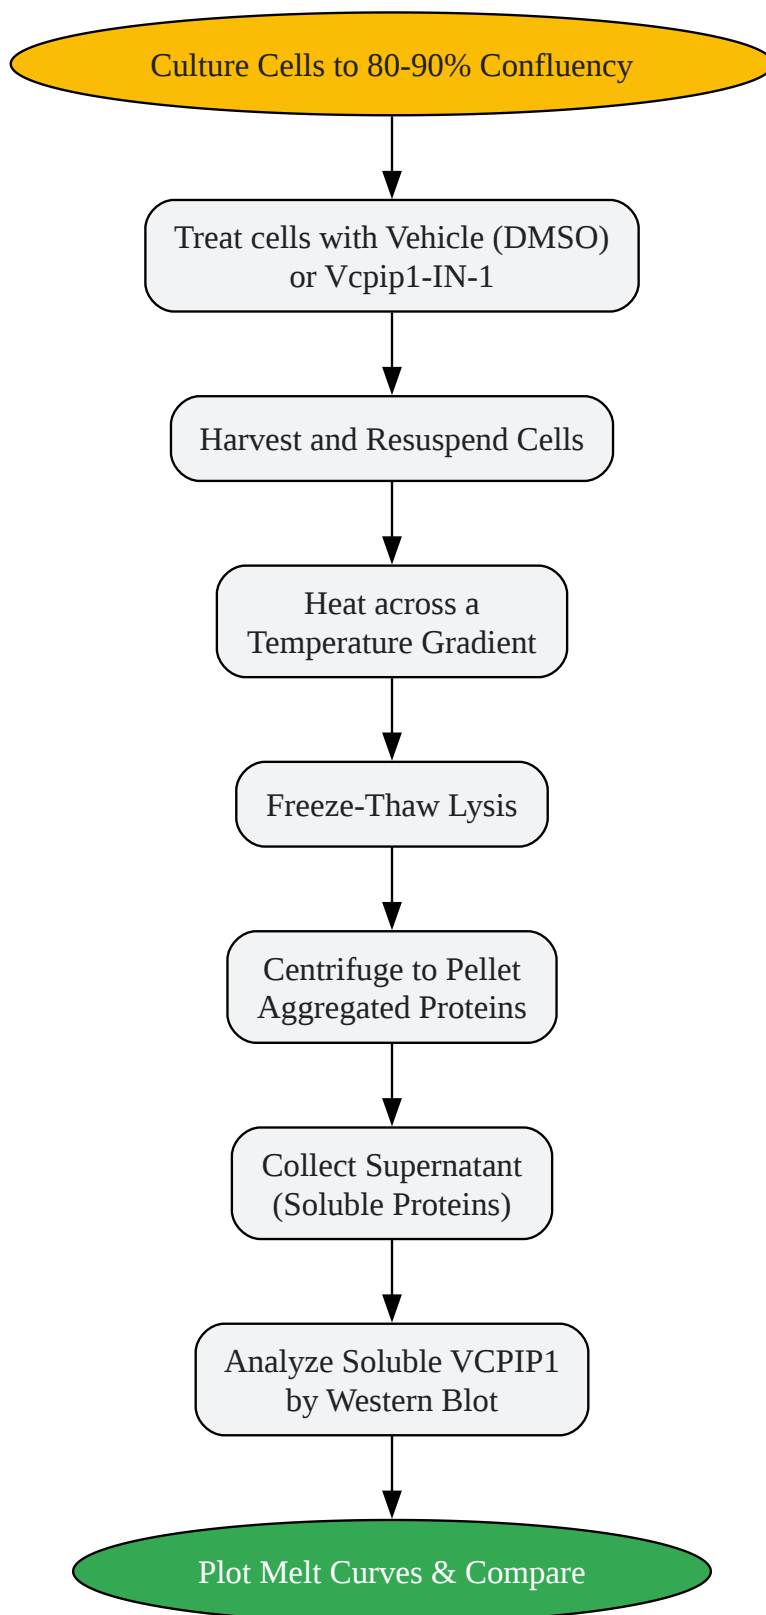 Culture Cells to 80-90% Confluency
Treat cells with Vehicle (DMSO)
or Vcpip1-IN-1
Harvest and Resuspend Cells
Heat across a
Temperature Gradient
Freeze-Thaw Lysis
Centrifuge to Pellet
Aggregated Proteins
Collect Supernatant
(Soluble Proteins)
Analyze Soluble VCPIP1
by Western Blot
Plot Melt Curves & Compare